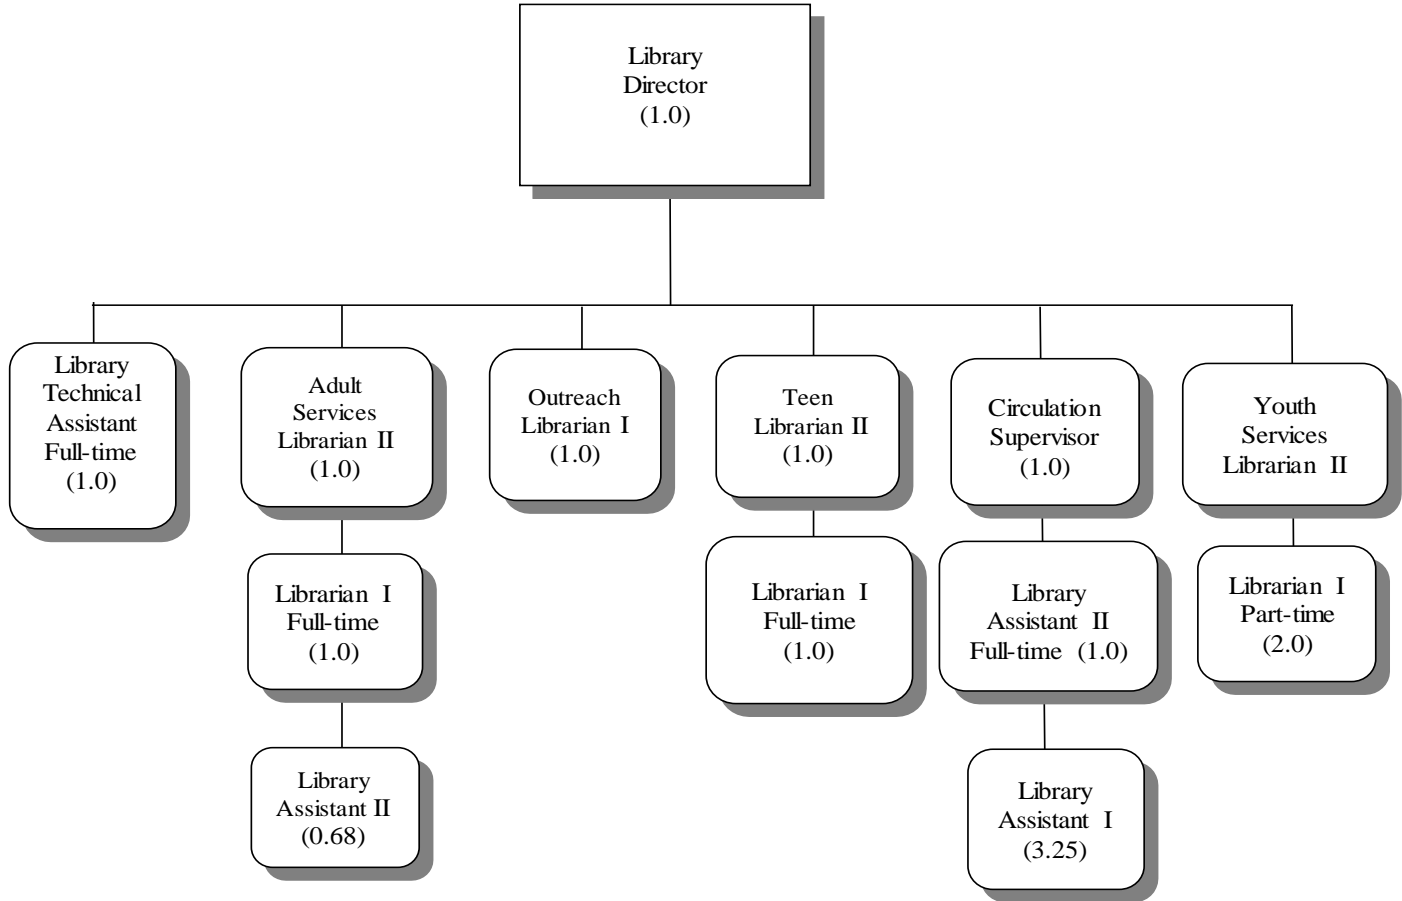 Library
Director
(1.0)
Library
Technical
Assistant
Full-time
(1.0)
Adult
Services
Librarian II
(1.0)
Outreach
Librarian I
(1.0)
Teen
Librarian II
(1.0)
Circulation
Supervisor
(1.0)
Youth
Services
Librarian II
Librarian I
Full-time
(1.0)
Librarian I
Full-time
(1.0)
Library
Assistant II
Full-time (1.0)
Librarian I
Part-time
(2.0)
Library
Assistant II
(0.68)
Library
Assistant I
(3.25)